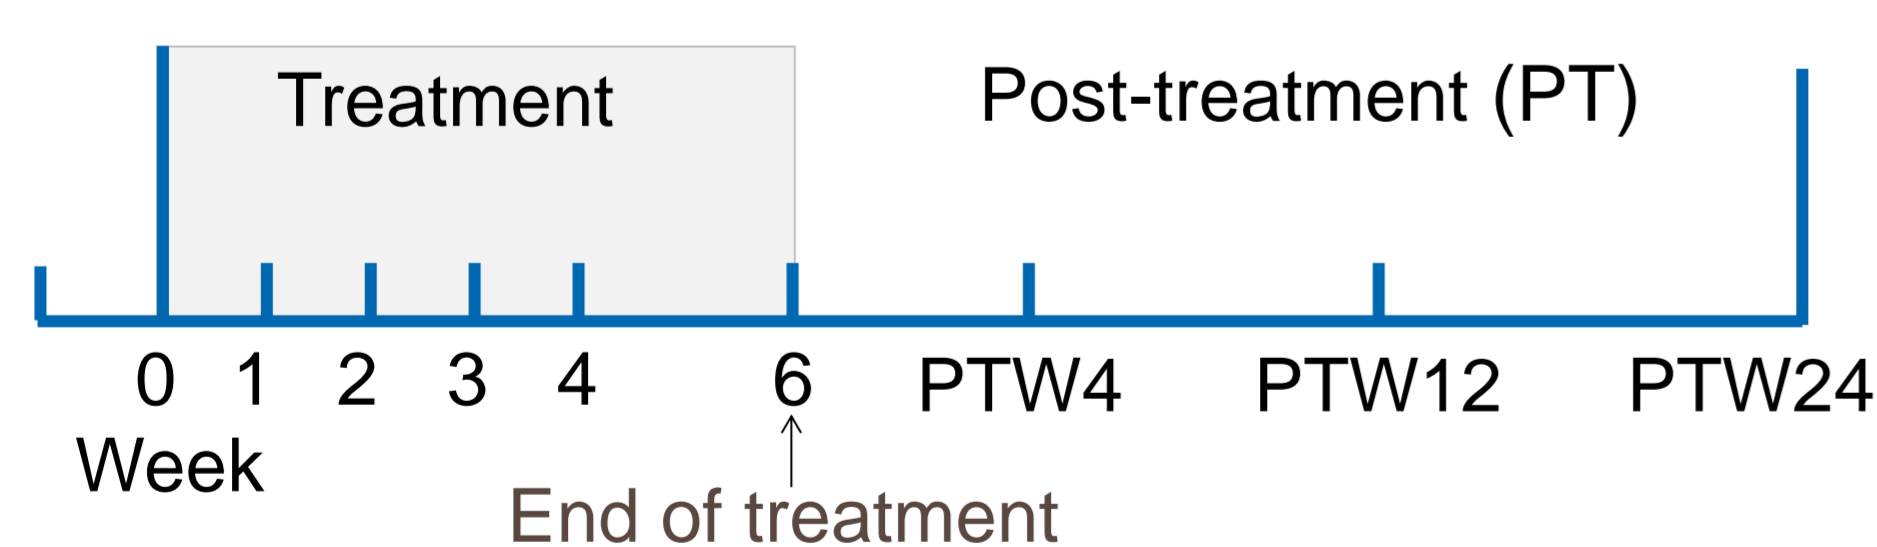 Treatment
Post-treatment (PT)
0 1 2 3 4 6 PTW4 PTW12 PTW24
Week
End of treatment